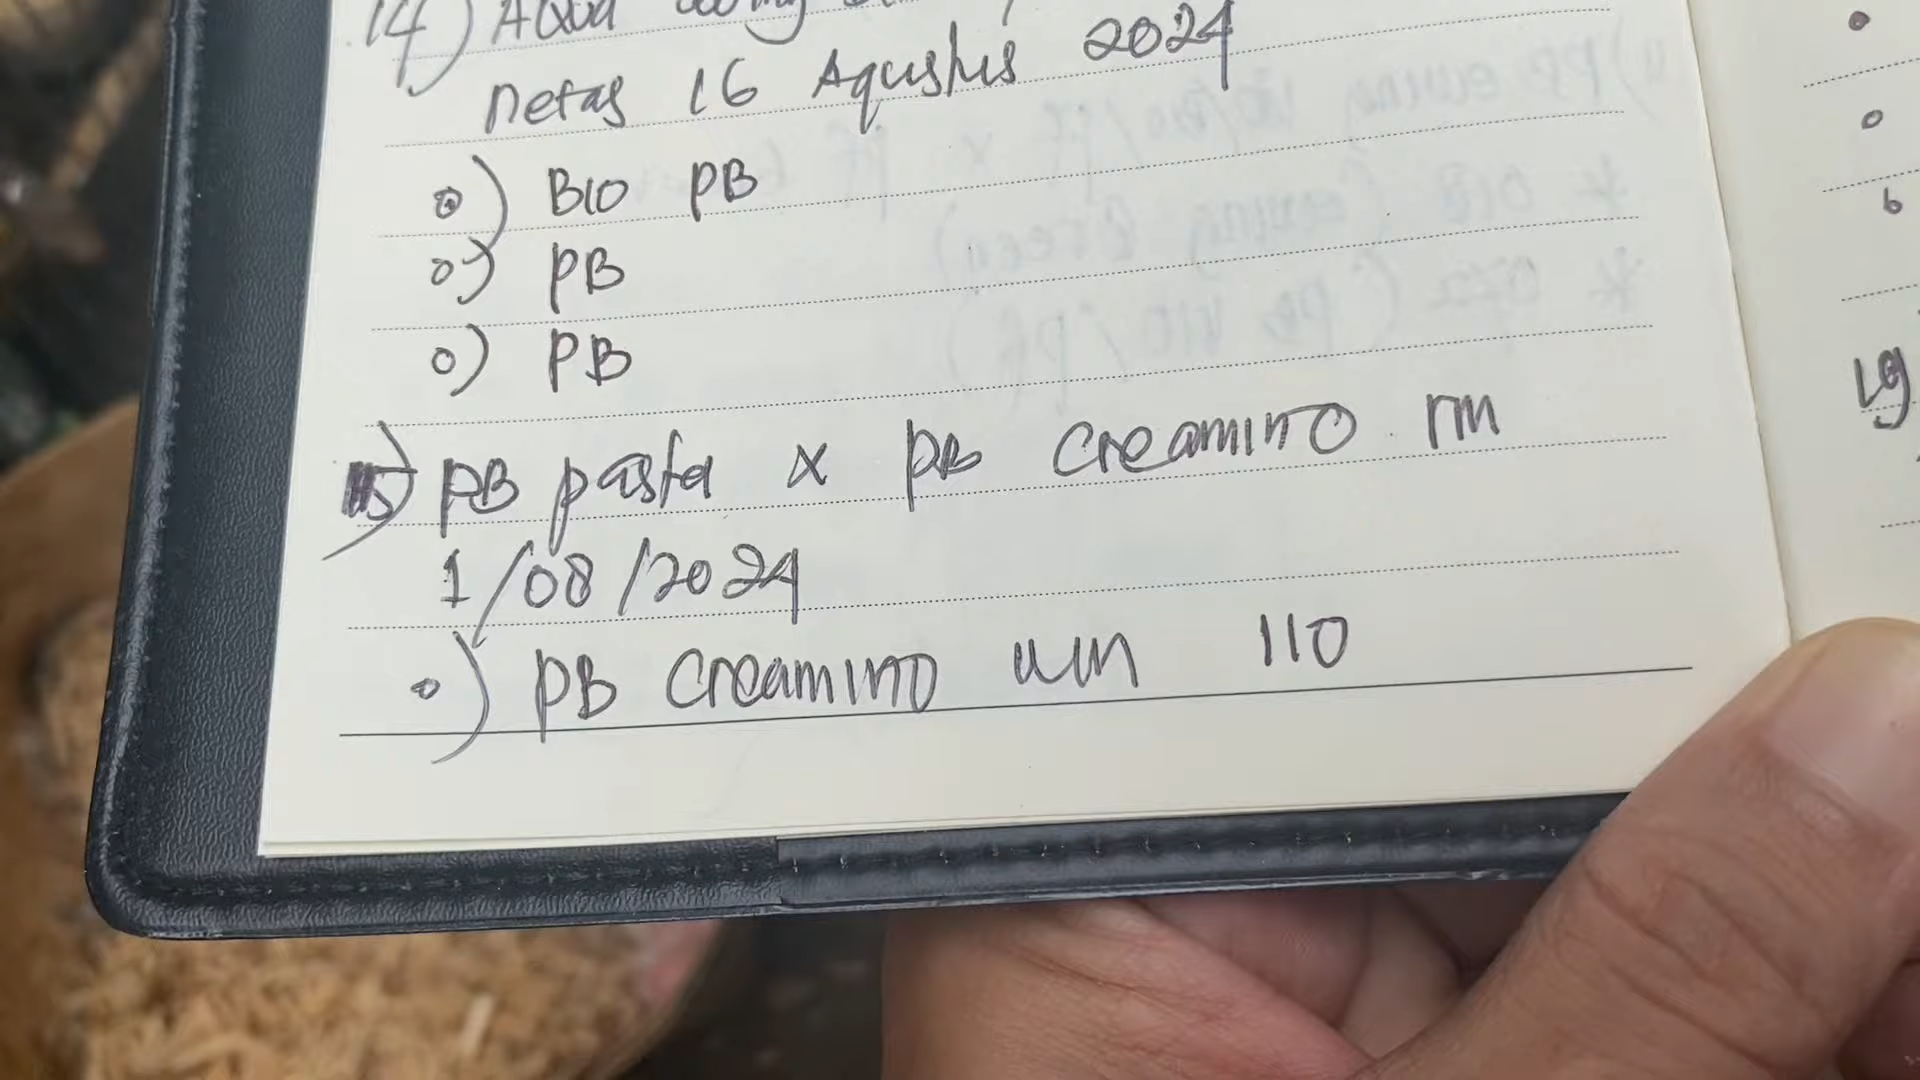 14) AQua
netas 16 Agustus 2024
o) BIO PB
o) PB
o) PB
15) PB pasta x PB creamino rm
1/08/2024
o) PB creamino um 110